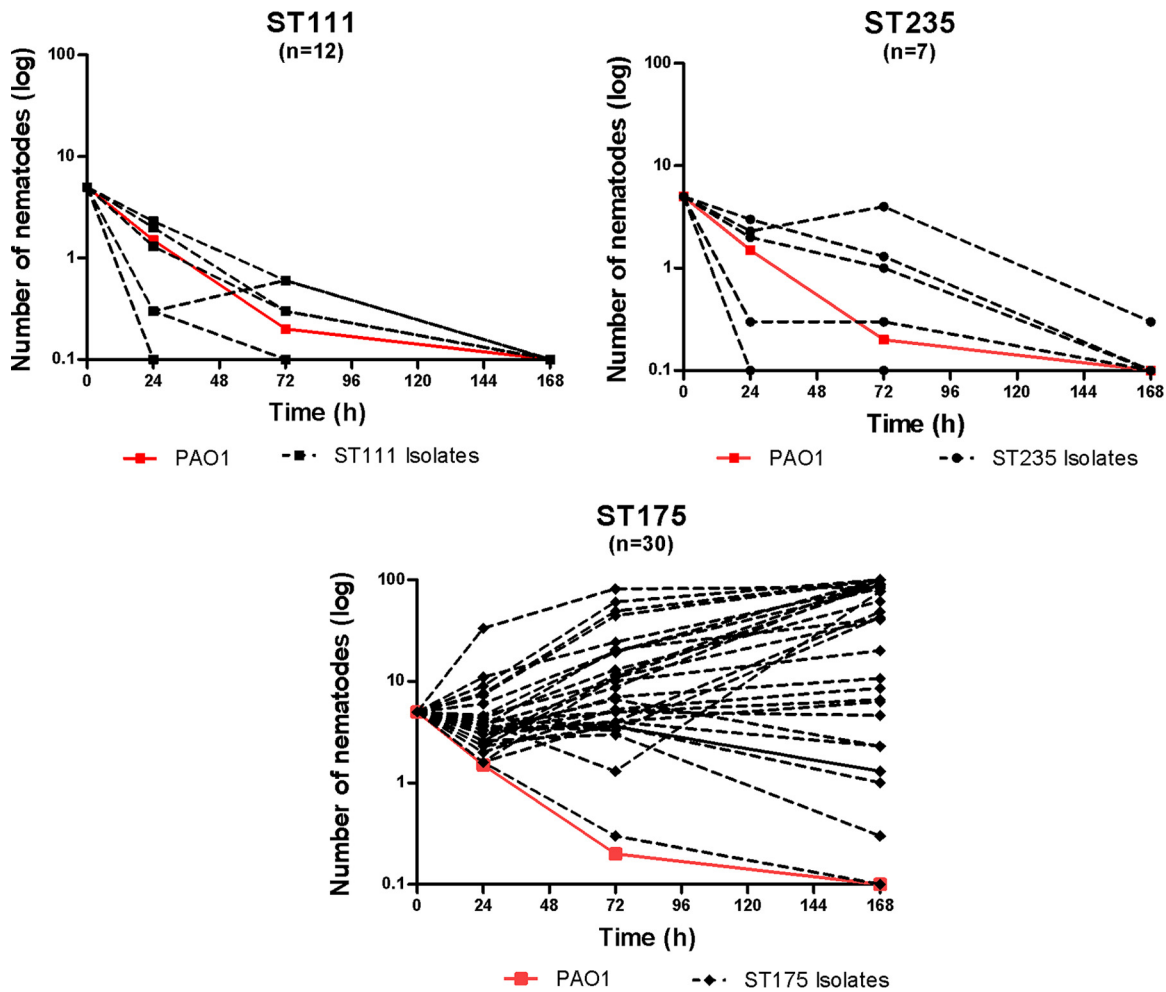 ST111
(n=12)
Number of nematodes (log)
100
10
1
0.1
0 24 48 72 96 120 144 168
Time (h)
PAO1 ST111 Isolates
ST235
(n=7)
Number of nematodes (log)
100
10
1
0.1
0 24 48 72 96 120 144 168
Time (h)
PAO1 ST235 Isolates
ST175
(n=30)
Number of nematodes (log)
100
10
1
0.1
0 24 48 72 96 120 144 168
Time (h)
PAO1 ST175 Isolates